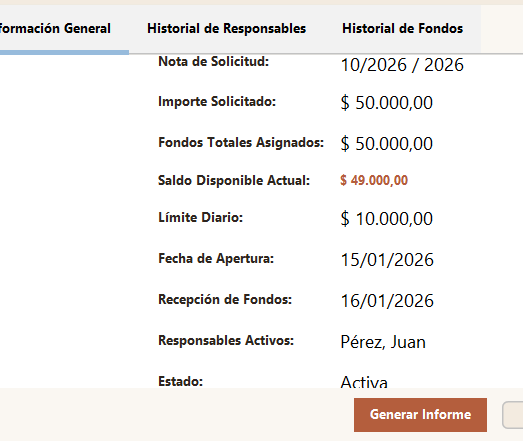 formación General Historial de Responsables Historial de Fondos
Nota de Solicitud: 10/2026 / 2026
Importe Solicitado: $ 50.000,00
Fondos Totales Asignados: $ 50.000,00
Saldo Disponible Actual: $ 49.000,00
Límite Diario: $ 10.000,00
Fecha de Apertura: 15/01/2026
Recepción de Fondos: 16/01/2026
Responsables Activos: Pérez, Juan
Estado: Activa
Generar Informe